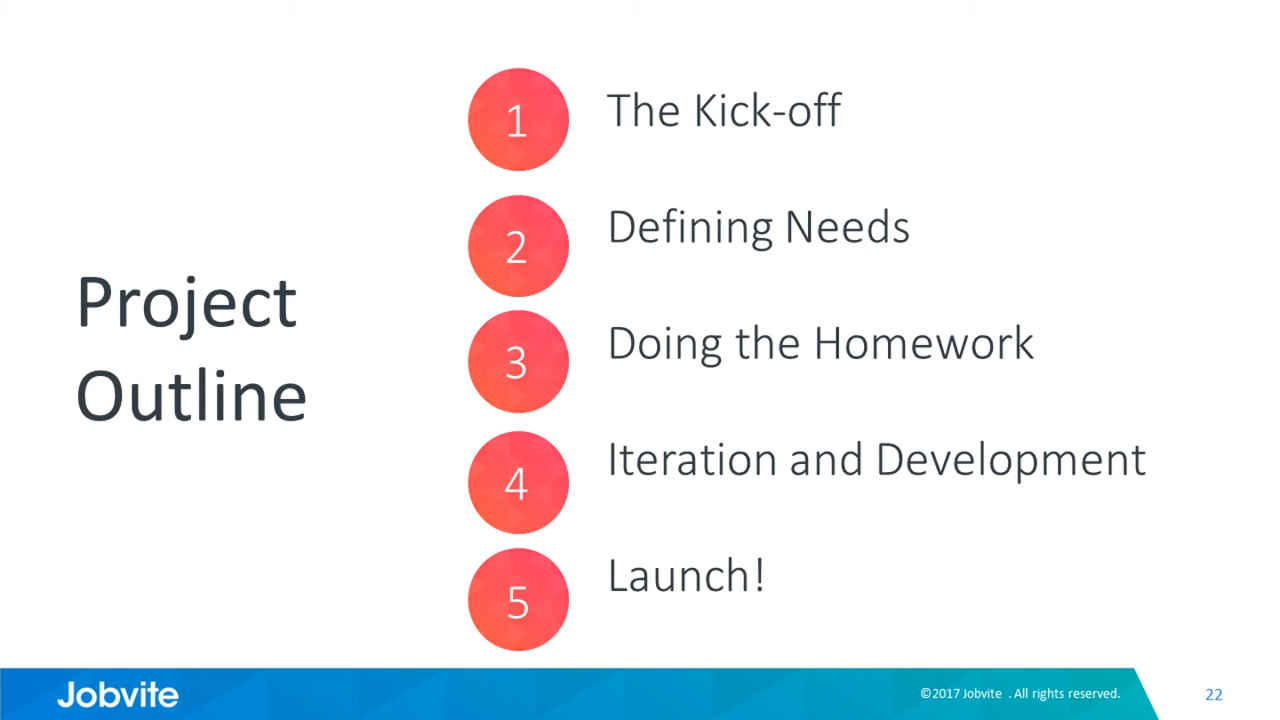 Project
Outline
1
The Kick-off
2
Defining Needs
3
Doing the Homework
4
Iteration and Development
5
Launch!
Jobvite
©2017 Jobvite . All rights reserved.
22